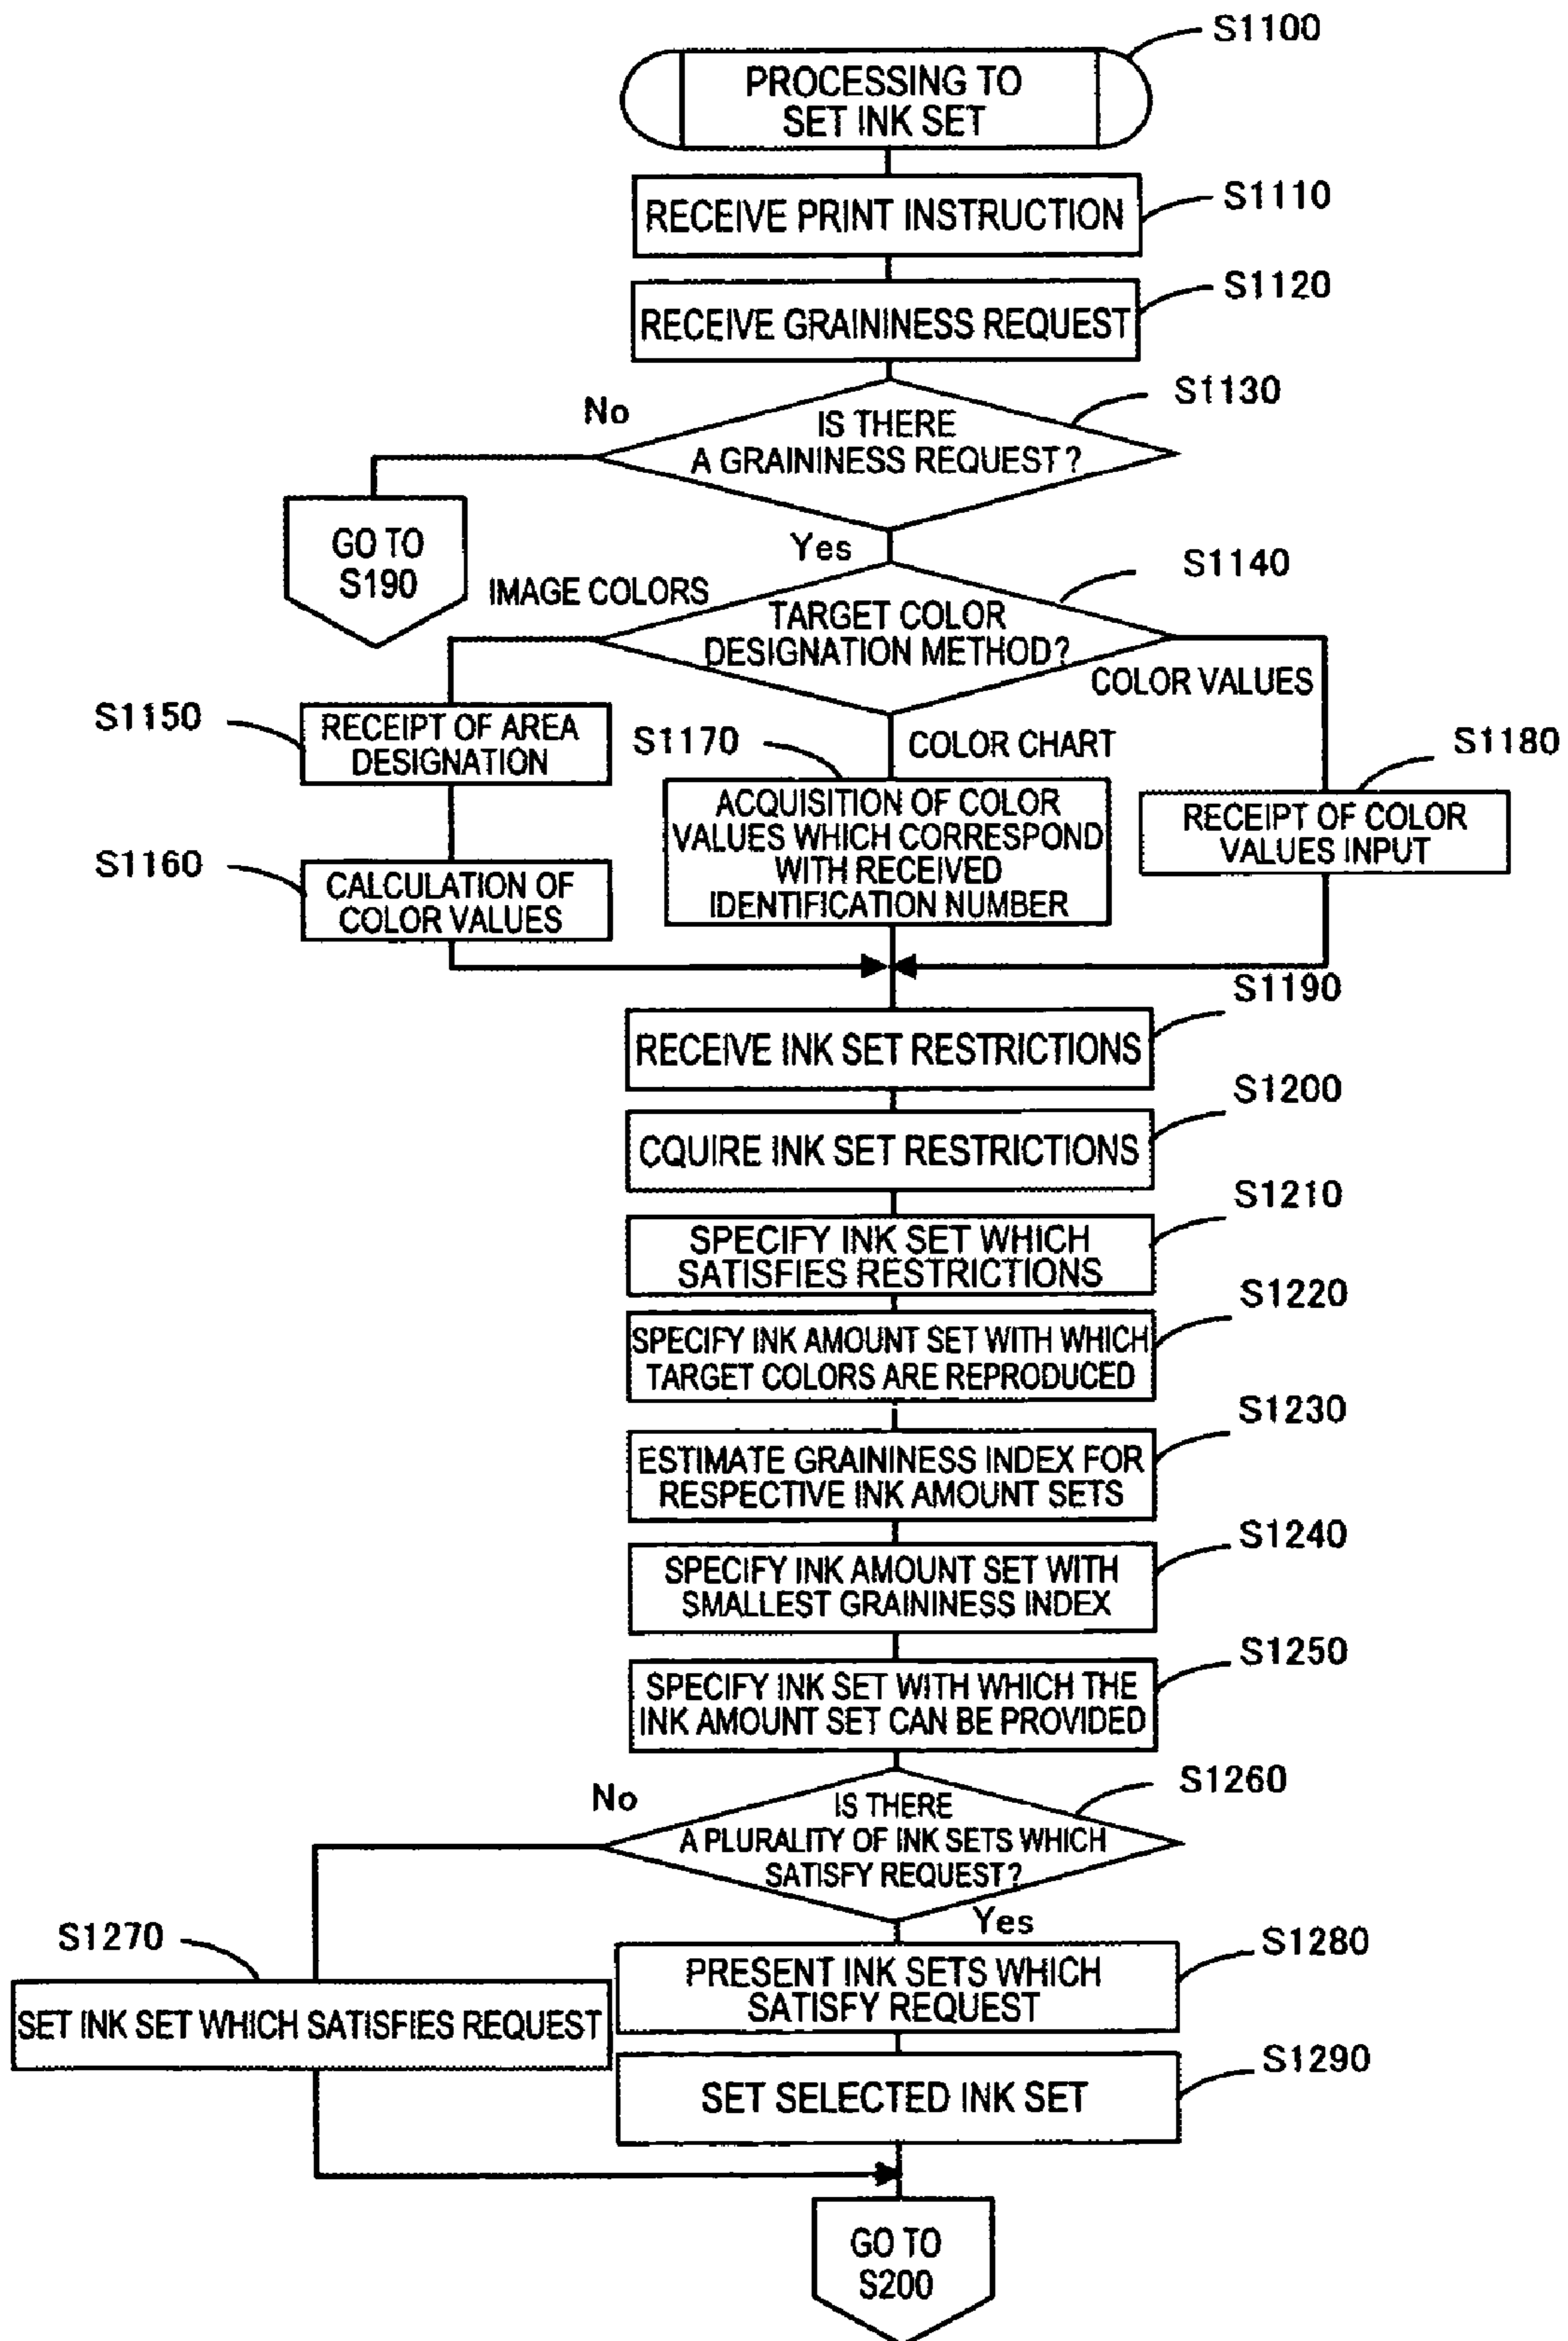 S1100
PROCESSING TO
SET INK SET
S1110
RECEIVE PRINT INSTRUCTION
S1120
RECEIVE GRAININESS REQUEST
S1130
No
IS THERE
A GRAININESS REQUEST?
GO TO
S190
Yes
S1140
IMAGE COLORS
TARGET COLOR
DESIGNATION METHOD?
COLOR VALUES
S1150
RECEIPT OF AREA
DESIGNATION
S1170
COLOR CHART
S1180
ACQUISITION OF COLOR
VALUES WHICH CORRESPOND
WITH RECEIVED
IDENTIFICATION NUMBER
RECEIPT OF COLOR
VALUES INPUT
S1160
CALCULATION OF
COLOR VALUES
S1190
RECEIVE INK SET RESTRICTIONS
S1200
CQUIRE INK SET RESTRICTIONS
S1210
SPECIFY INK SET WHICH
SATISFIES RESTRICTIONS
S1220
SPECIFY INK AMOUNT SET WITH WHICH
TARGET COLORS ARE REPRODUCED
S1230
ESTIMATE GRAININESS INDEX FOR
RESPECTIVE INK AMOUNT SETS
S1240
SPECIFY INK AMOUNT SET WITH
SMALLEST GRAININESS INDEX
S1250
SPECIFY INK SET WITH WHICH THE
INK AMOUNT SET CAN BE PROVIDED
S1260
No
IS THERE
A PLURALITY OF INK SETS WHICH
SATISFY REQUEST?
Yes
S1270
SET INK SET WHICH SATISFIES REQUEST
S1280
PRESENT INK SETS WHICH
SATISFY REQUEST
S1290
SET SELECTED INK SET
GO TO
S200